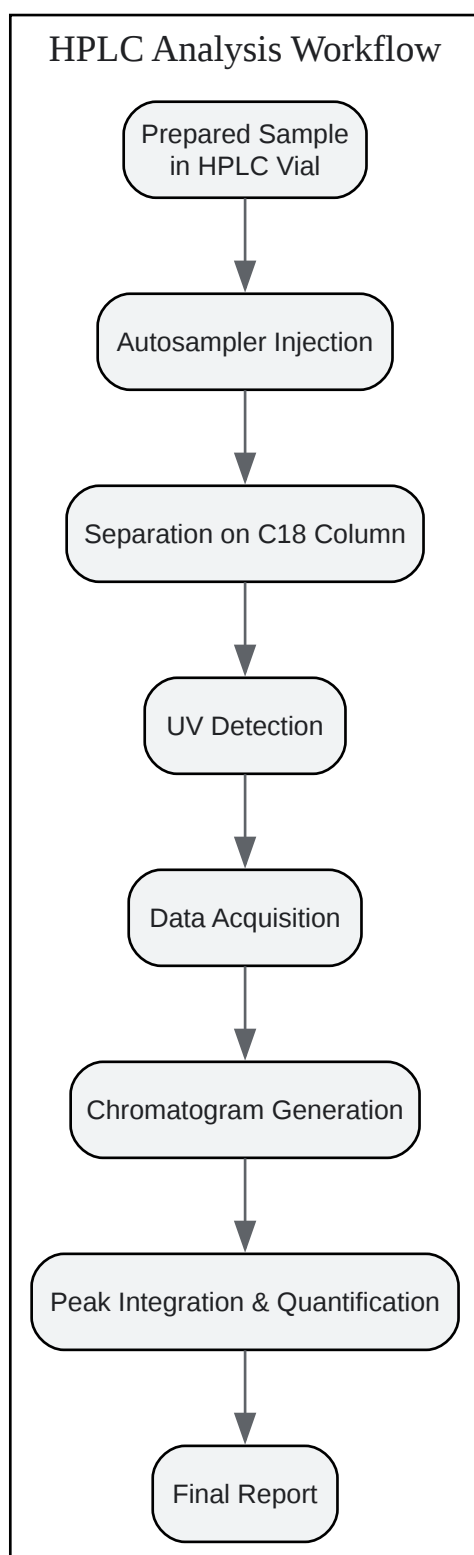 HPLC Analysis Workflow
Prepared Sample
in HPLC Vial
Autosampler Injection
Separation on C18 Column
UV Detection
Data Acquisition
Chromatogram Generation
Peak Integration & Quantification
Final Report